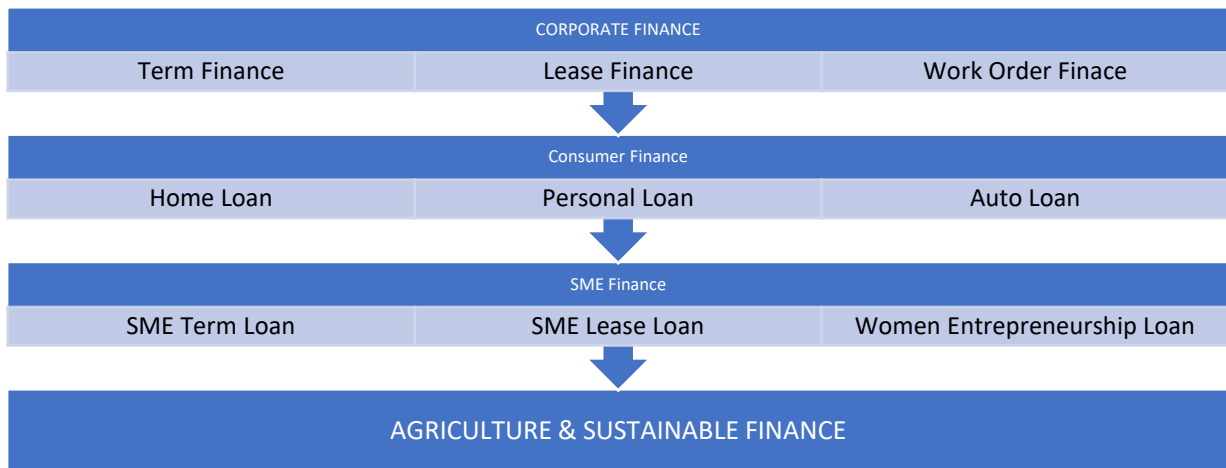 CORPORATE FINANCE
Term Finance Lease Finance Work Order Finace
Consumer Finance
Home Loan Personal Loan Auto Loan
SME Finance
SME Term Loan SME Lease Loan Women Entrepreneurship Loan
AGRICULTURE & SUSTAINABLE FINANCE